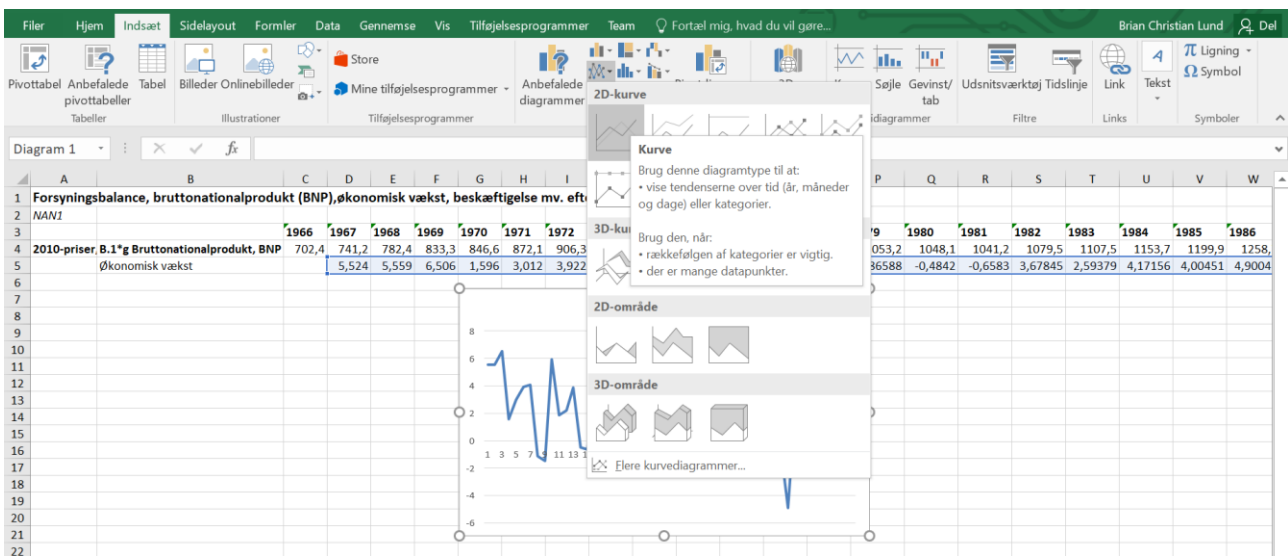 Filer Hjem Indsæt Sidelayout Formler Data Gennemse Vis Tilføjelsesprogrammer Team Fortæl mig, hvad du vil gøre... Brian Christian Lund Del
Pivottabel Anbefalede pivottabeller Tabel
Tabeller
Billeder Onlinebilleder
Illustrationer
Store
Mine tilføjelsesprogrammer
Tilføjelsesprogrammer
Anbefalede diagrammer
Søjle Gevinst/ tab
Udsnitsværktøj Tidslinje
Filtre
Link
Links
Tekst
π Ligning
Ω Symbol
Symboler
Diagram 1 fx
A B C D E F G H I P Q R S T U V W
1 Forsyningsbalance, bruttonationalprodukt (BNP),økonomisk vækst, beskæftigelse mv.
2 NAN1
3 1966 1967 1968 1969 1970 1971 1972 1980 1981 1982 1983 1984 1985 1986
4 2010-priser, B.1*g Bruttonationalprodukt, BNP 702,4 741,2 782,4 833,3 846,6 872,1 906,3 1048,1 1041,2 1079,5 1107,5 1153,7 1199,9 1258,
5 Økonomisk vækst 5,524 5,559 6,506 1,596 3,012 3,922 -0,4842 -0,6583 3,67845 2,59379 4,17156 4,00451 4,9004
6
7
8
9
10
11
12
13
14
15
16
17
18
19
20
21
22
8
6
4
2
0
-2
-4
-6
1 3 5 7 9 11 13
2D-kurve
Kurve
Brug denne diagramtype til at:
• vise tendenserne over tid (år, måneder
og dage) eller kategorier.
Brug den, når:
• rækkefølgen af kategorier er vigtig.
• der er mange datapunkter.
2D-område
3D-område
Flere kurvediagrammer...